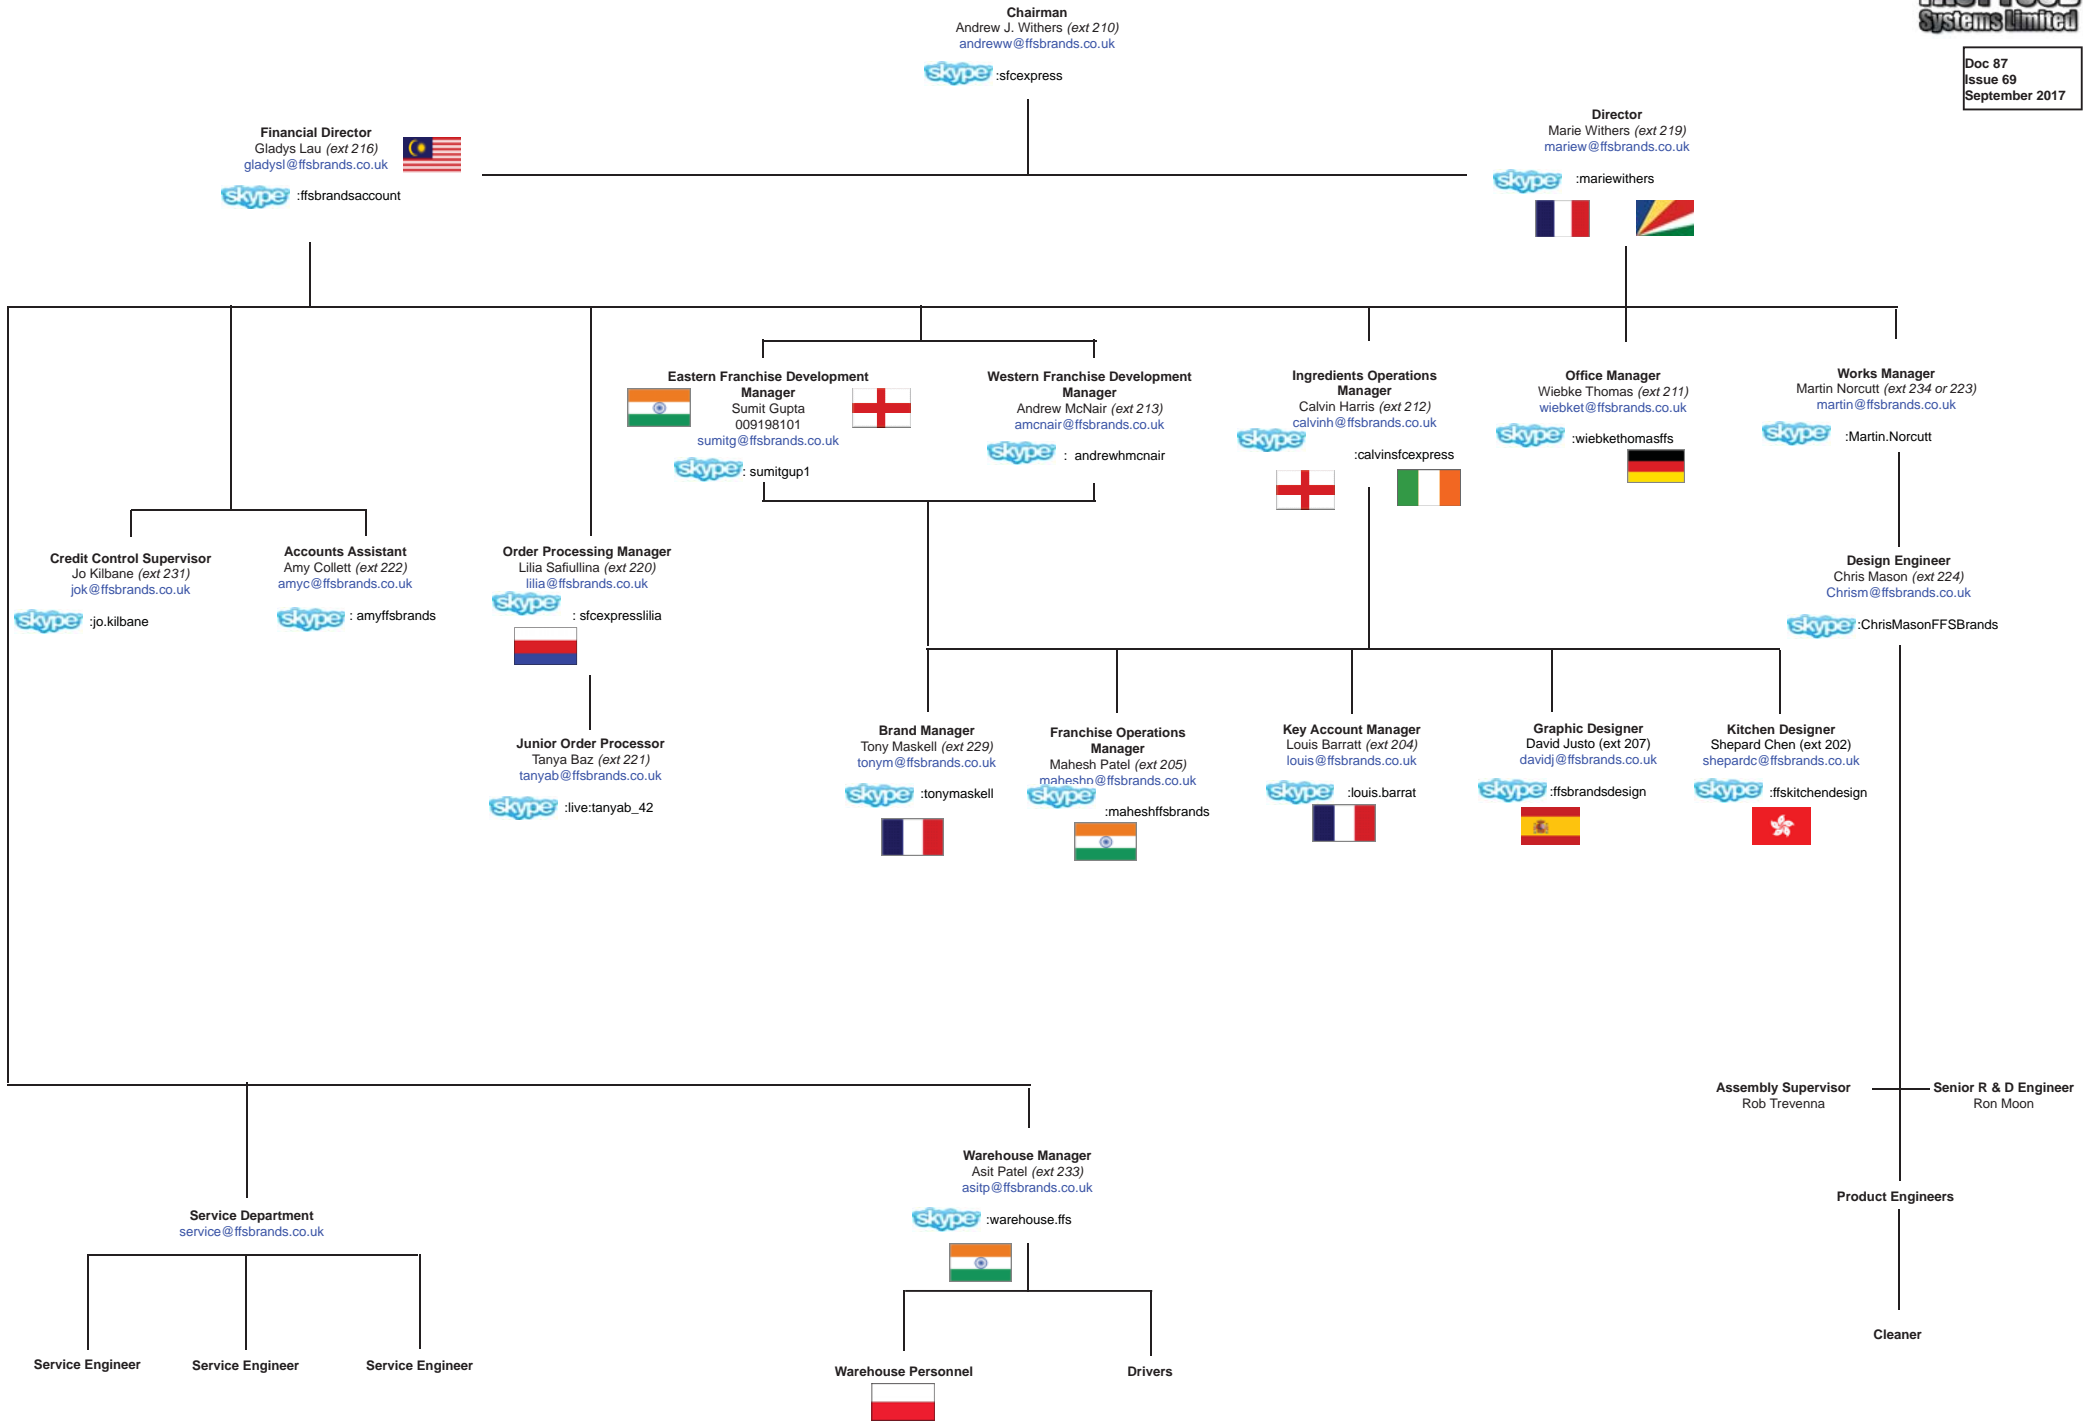 Chairman
Andrew J. Withers (ext 210)
andreww@ffsbrands.co.uk
skype :sfcexpress
Systems Limited
Doc 87
Issue 69
September 2017
Financial Director
Gladys Lau (ext 216)
gladysl@ffsbrands.co.uk
skype :ffsbrandsaccount
Director
Marie Withers (ext 219)
mariew@ffsbrands.co.uk
skype :mariewithers
Eastern Franchise Development
Manager
Sumit Gupta
009198101
sumitg@ffsbrands.co.uk
skype : sumitgup1
Western Franchise Development
Manager
Andrew McNair (ext 213)
amcnair@ffsbrands.co.uk
skype : andrewhmcnair
Ingredients Operations
Manager
Calvin Harris (ext 212)
calvinh@ffsbrands.co.uk
skype :calvinsfcexpress
Office Manager
Wiebke Thomas (ext 211)
wiebket@ffsbrands.co.uk
skype :wiebkethomasffs
Works Manager
Martin Norcutt (ext 234 or 223)
martin@ffsbrands.co.uk
skype :Martin.Norcutt
Credit Control Supervisor
Jo Kilbane (ext 231)
jok@ffsbrands.co.uk
skype :jo.kilbane
Accounts Assistant
Amy Collett (ext 222)
amyc@ffsbrands.co.uk
skype : amyffsbrands
Order Processing Manager
Lilia Safiullina (ext 220)
lilia@ffsbrands.co.uk
skype : sfcexpresslilia
Design Engineer
Chris Mason (ext 224)
Chrism@ffsbrands.co.uk
skype :ChrisMasonFFSBrands
Junior Order Processor
Tanya Baz (ext 221)
tanyab@ffsbrands.co.uk
skype :live:tanyab_42
Brand Manager
Tony Maskell (ext 229)
tonym@ffsbrands.co.uk
skype :tonymaskell
Franchise Operations
Manager
Mahesh Patel (ext 205)
maheshp@ffsbrands.co.uk
skype :maheshffsbrands
Key Account Manager
Louis Barratt (ext 204)
louis@ffsbrands.co.uk
skype :louis.barrat
Graphic Designer
David Justo (ext 207)
davidj@ffsbrands.co.uk
skype :ffsbrandsdesign
Kitchen Designer
Shepard Chen (ext 202)
shepardc@ffsbrands.co.uk
skype :ffskitchendesign
Assembly Supervisor
Rob Trevenna
Senior R & D Engineer
Ron Moon
Warehouse Manager
Asit Patel (ext 233)
asitp@ffsbrands.co.uk
skype :warehouse.ffs
Product Engineers
Service Department
service@ffsbrands.co.uk
Cleaner
Service Engineer
Service Engineer
Service Engineer
Warehouse Personnel
Drivers